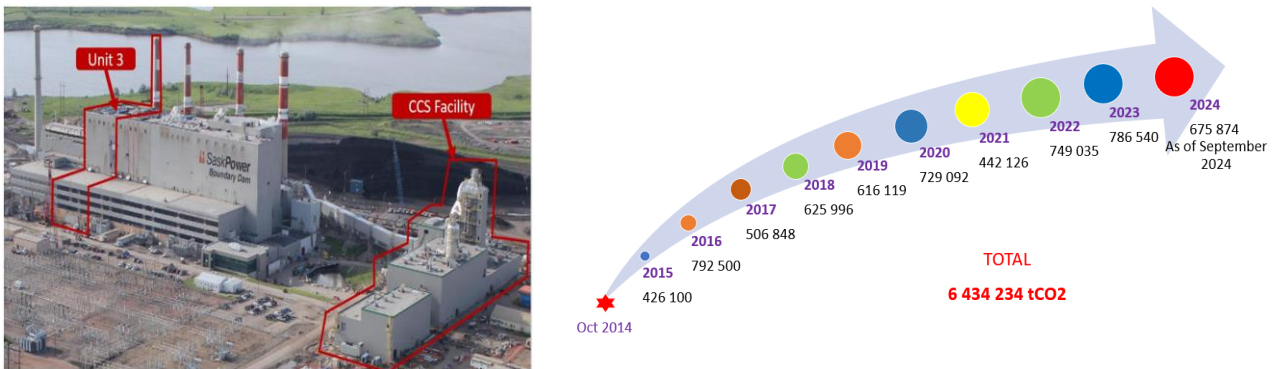 Unit 3
CCS Facility
SaskPower
Boundary Dam
Oct 2014
2015
426 100
2016
792 500
2017
506 848
2018
625 996
2019
616 119
2020
729 092
2021
442 126
2022
749 035
2023
786 540
2024
675 874
As of September
2024
TOTAL
6 434 234 tCO2